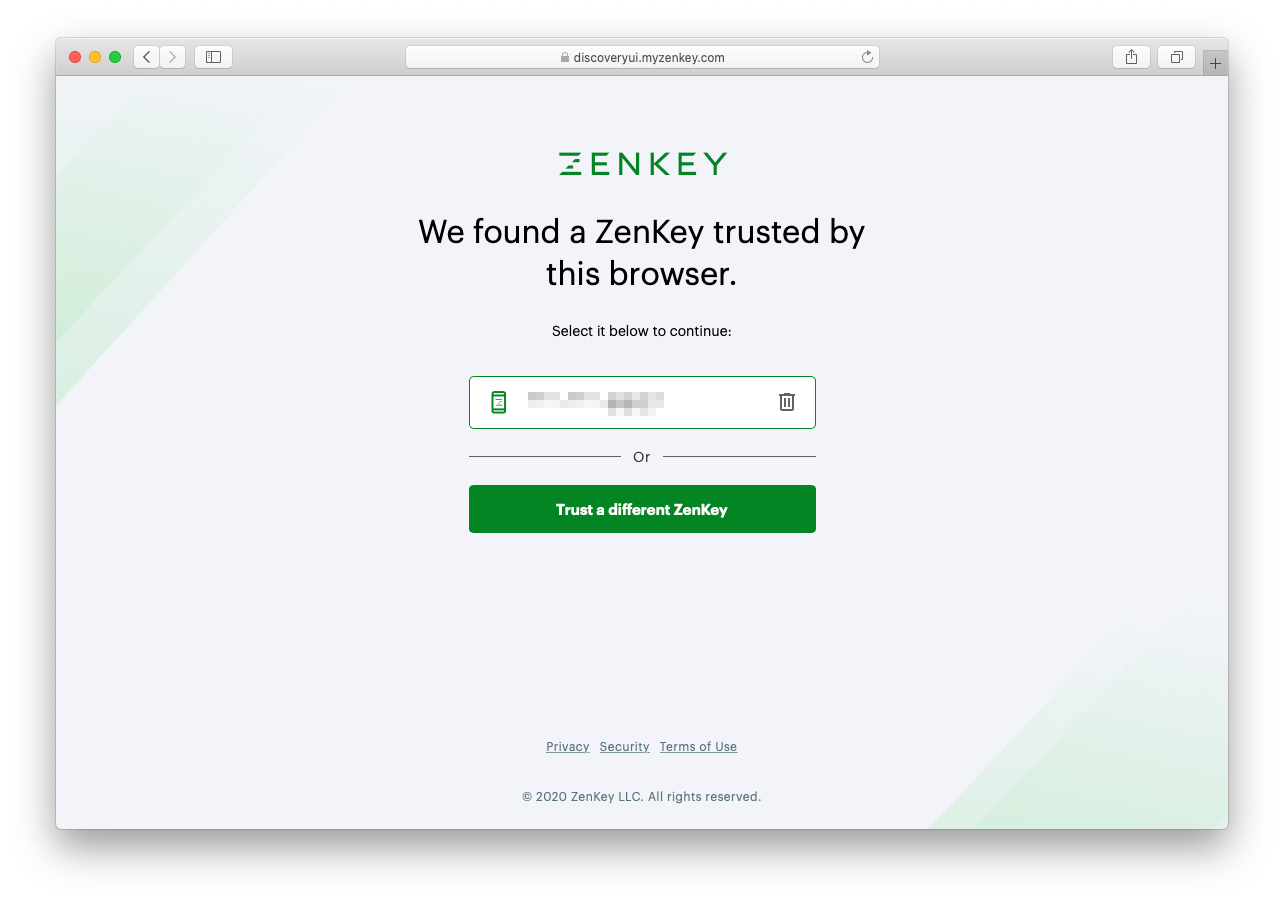 discoveryui.myzenkey.com
ZENKEY
We found a ZenKey trusted by
this browser.
Select it below to continue:
Or
Trust a different ZenKey
Privacy Security Terms of Use
© 2020 ZenKey LLC. All rights reserved.